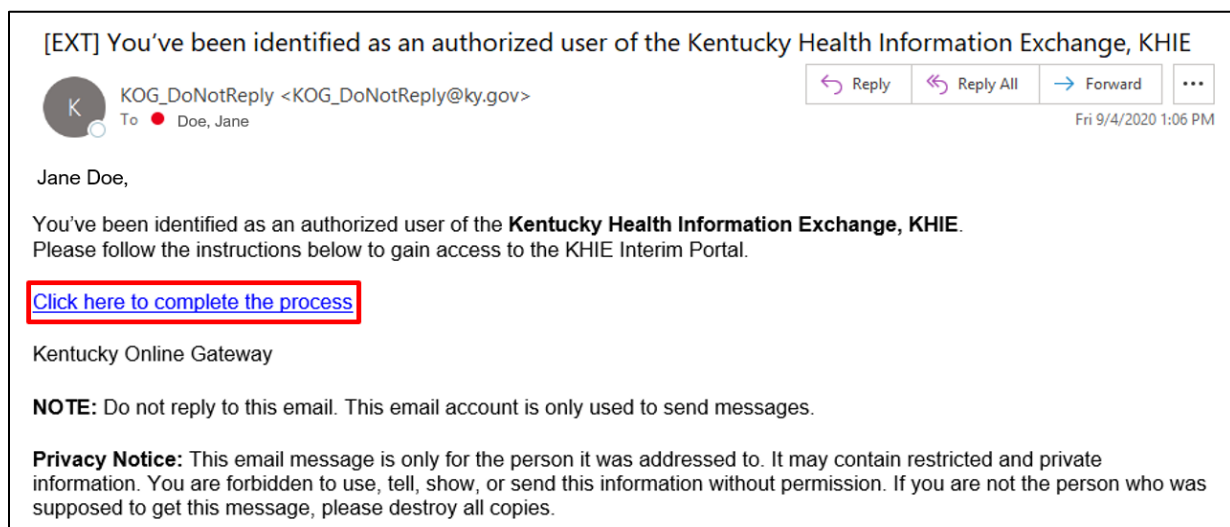 [EXT] You've been identified as an authorized user of the Kentucky Health Information Exchange, KHIE
K
KOG_DoNotReply <KOG_DoNotReply@ky.gov>
To Doe, Jane
Reply Reply All Forward ...
Fri 9/4/2020 1:06 PM
Jane Doe,
You've been identified as an authorized user of the Kentucky Health Information Exchange, KHIE.
Please follow the instructions below to gain access to the KHIE Interim Portal.
Click here to complete the process
Kentucky Online Gateway
NOTE: Do not reply to this email. This email account is only used to send messages.
Privacy Notice: This email message is only for the person it was addressed to. It may contain restricted and private
information. You are forbidden to use, tell, show, or send this information without permission. If you are not the person who was
supposed to get this message, please destroy all copies.